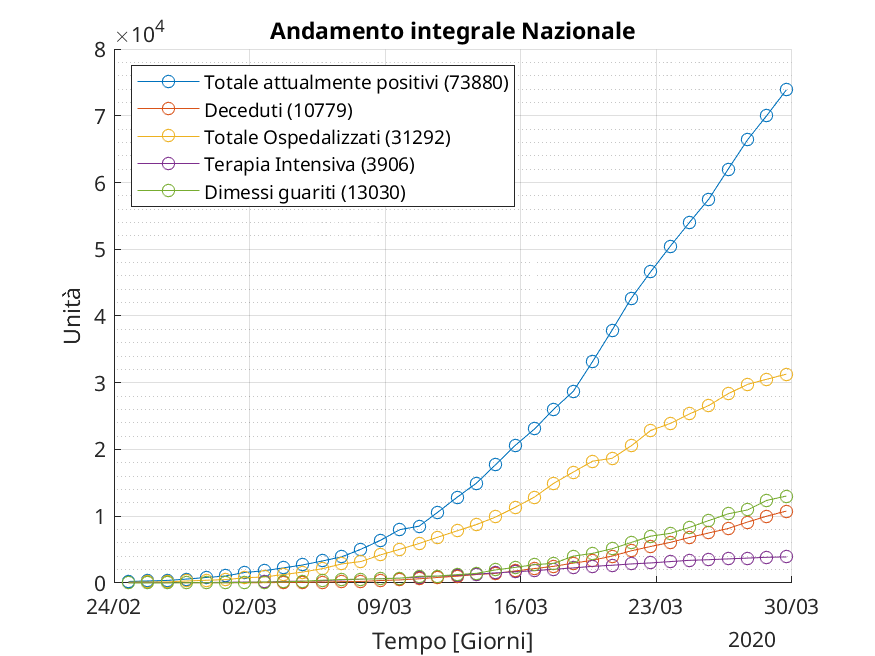 Andamento integrale Nazionale
×10⁴
8
7
6
5
4
3
2
1
0
Unità
Totale attualmente positivi (73880)
Deceduti (10779)
Totale Ospedalizzati (31292)
Terapia Intensiva (3906)
Dimessi guariti (13030)
24/02 02/03 09/03 16/03 23/03 30/03
Tempo [Giorni]
2020